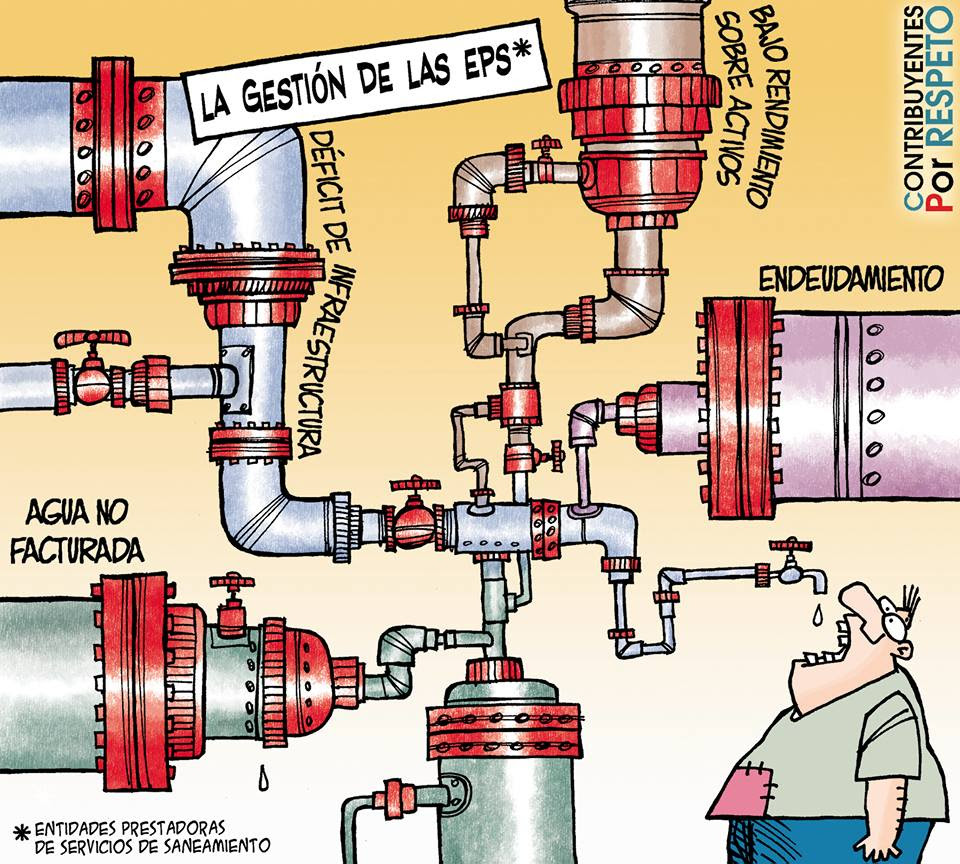 LA GESTIÓN DE LAS EPS*
BAJO RENDIMIENTO
SOBRE ACTIVOS
CONTRIBUYENTES
Por RESPETO
DÉFICIT DE INFRAESTRUCTURA
ENDEUDAMIENTO
AGUA NO
FACTURADA
* ENTIDADES PRESTADORAS
DE SERVICIOS DE SANEAMIENTO